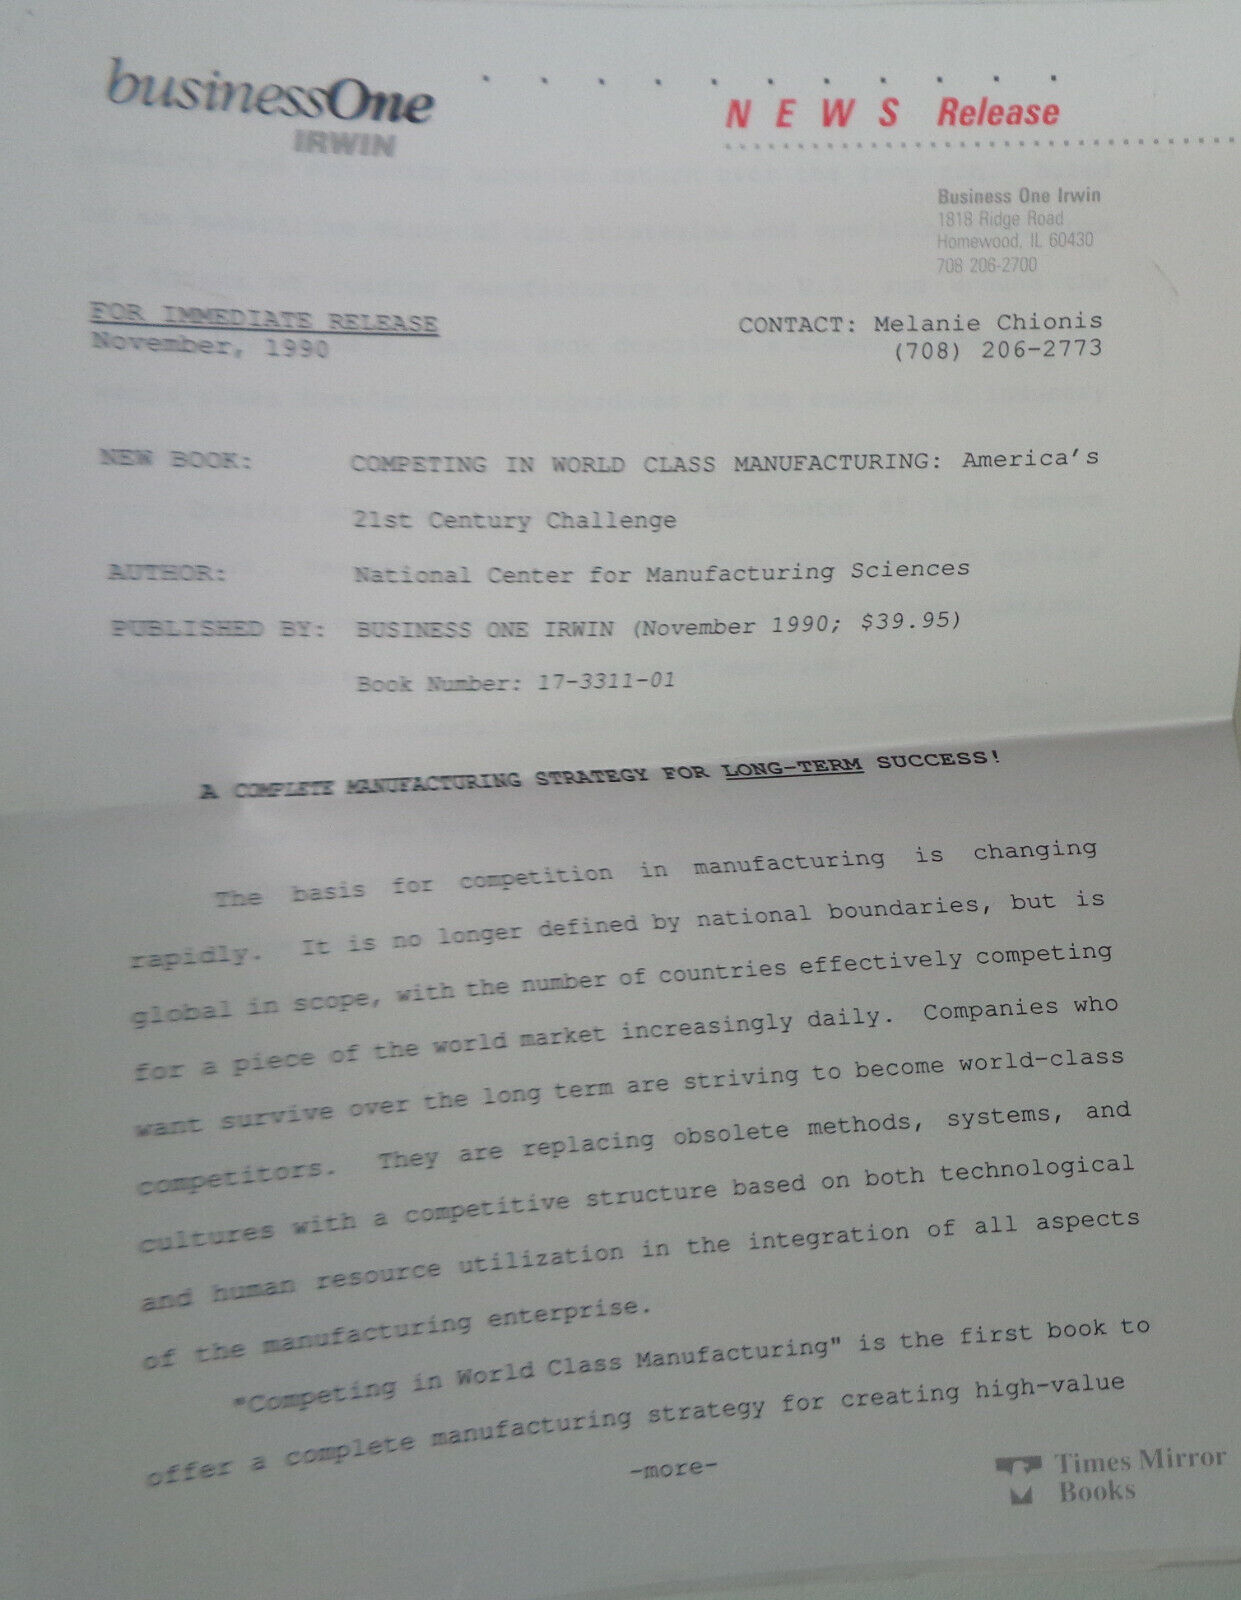 businessOne
IRWIN
NEWS Release
Business One Irwin
1818 Ridge Road
Homewood, IL 60430
708 206-2700
FOR IMMEDIATE RELEASE
November, 1990
CONTACT: Melanie Chionis
(708) 206-2773
NEW BOOK: COMPETING IN WORLD CLASS MANUFACTURING: America's
21st Century Challenge
AUTHOR: National Center for Manufacturing Sciences
PUBLISHED BY: BUSINESS ONE IRWIN (November 1990; $39.95)
Book Number: 17-3311-01
A COMPLETE MANUFACTURING STRATEGY FOR LONG-TERM SUCCESS!
The basis for competition in manufacturing is changing
rapidly. It is no longer defined by national boundaries, but is
global in scope, with the number of countries effectively competing
for a piece of the world market increasingly daily. Companies who
want survive over the long term are striving to become world-class
competitors. They are replacing obsolete methods, systems, and
cultures with a competitive structure based on both technological
and human resource utilization in the integration of all aspects
of the manufacturing enterprise.
"Competing in World Class Manufacturing" is the first book to
offer a complete manufacturing strategy for creating high-value
-more-
Times Mirror
Books